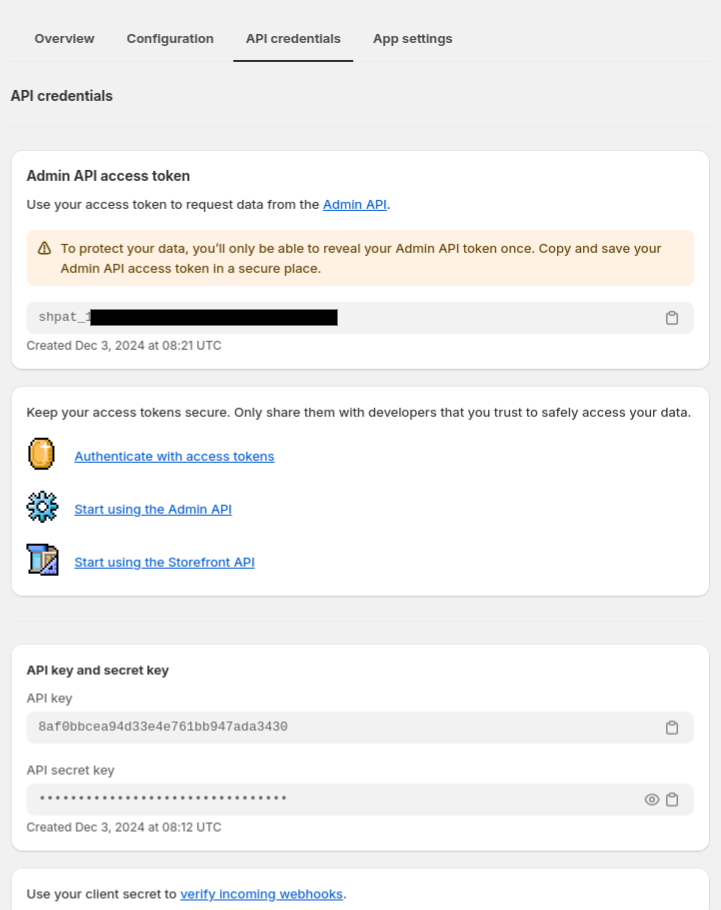 Overview Configuration API credentials App settings
API credentials
Admin API access token
Use your access token to request data from the Admin API.
To protect your data, you'll only be able to reveal your Admin API token once. Copy and save your
Admin API access token in a secure place.
shpat_1
Created Dec 3, 2024 at 08:21 UTC
Keep your access tokens secure. Only share them with developers that you trust to safely access your data.
Authenticate with access tokens
Start using the Admin API
Start using the Storefront API
API key and secret key
API key
8af0bbcea94d33e4e761bb947ada3430
API secret key
••••••••••••••••••••••••••••••••
Created Dec 3, 2024 at 08:12 UTC
Use your client secret to verify incoming webhooks.